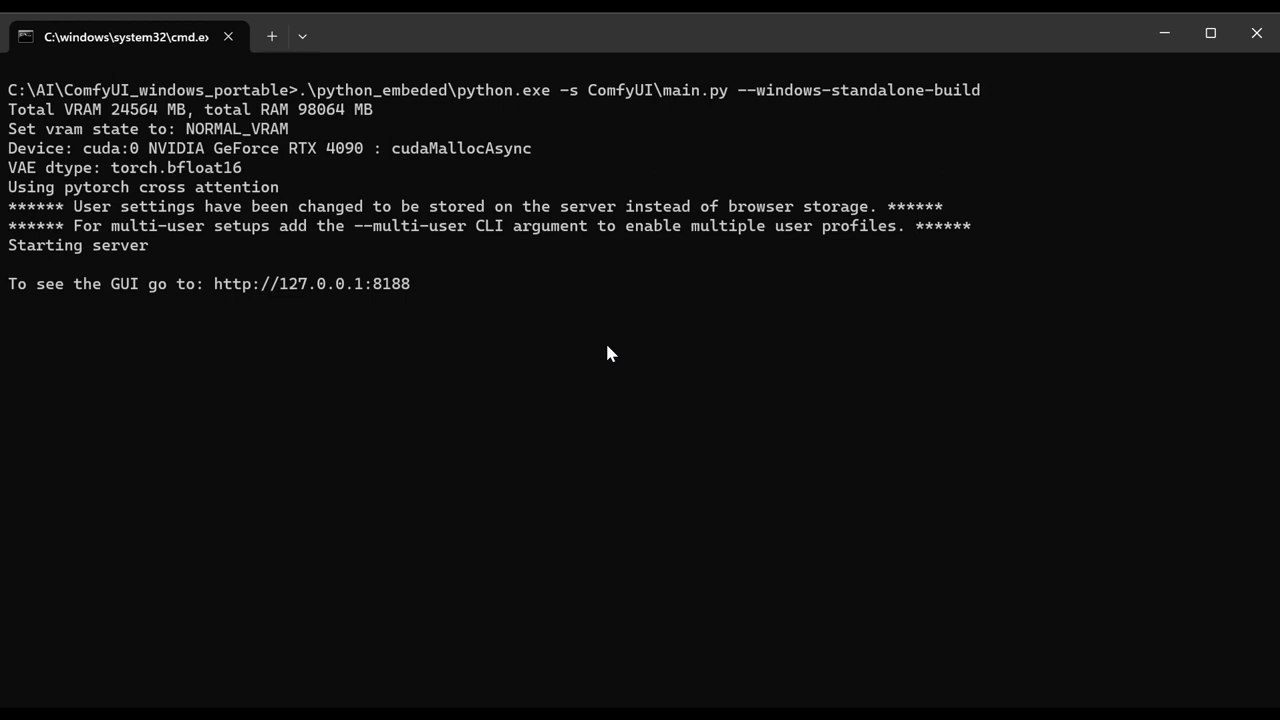 C:\windows\system32\cmd.ex
C:\AI\ComfyUI_windows_portable>.\python_embeded\python.exe -s ComfyUI\main.py --windows-standalone-build
Total VRAM 24564 MB, total RAM 98064 MB
Set vram state to: NORMAL_VRAM
Device: cuda:0 NVIDIA GeForce RTX 4090 : cudaMallocAsync
VAE dtype: torch.bfloat16
Using pytorch cross attention
****** User settings have been changed to be stored on the server instead of browser storage. ******
****** For multi-user setups add the --multi-user CLI argument to enable multiple user profiles. ******
Starting server
To see the GUI go to: http://127.0.0.1:8188